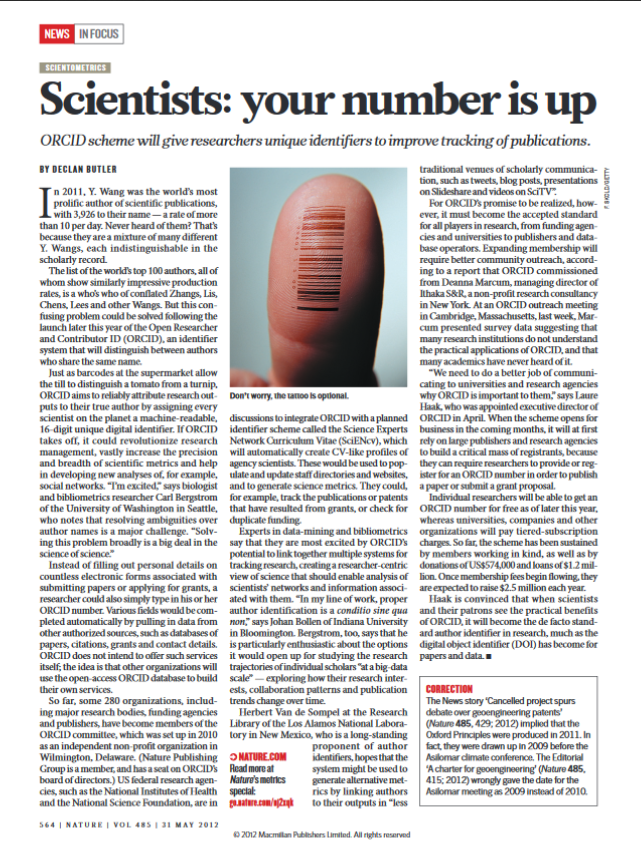 NEWS IN FOCUS
SCIENTOMETRICS
Scientists: your number is up
ORCID scheme will give researchers unique identifiers to improve tracking of publications.
BY DECLAN BUTLER
In 2011, Y. Wang was the world's most
prolific author of scientific publications,
with 3,926 to their name — a rate of more
than 10 per day. Never heard of them? That's
because they are a mixture of many different
Y. Wangs, each indistinguishable in the
scholarly record.
The list of the world's top 100 authors, all of
whom show similarly impressive production
rates, is a who's who of conflated Zhangs, Lis,
Chens, Lees and other Wangs. But this con-
fusing problem could be solved following the
launch later this year of the Open Researcher
and Contributor ID (ORCID), an identifier
system that will distinguish between authors
who share the same name.
Just as barcodes at the supermarket allow
the till to distinguish a tomato from a turnip,
ORCID aims to reliably attribute research out-
puts to their true author by assigning every
scientist on the planet a machine-readable,
16-digit unique digital identifier. If ORCID
takes off, it could revolutionize research
management, vastly increase the precision
and breadth of scientific metrics and help
in developing new analyses of, for example,
social networks. "I'm excited," says biologist
and bibliometrics researcher Carl Bergstrom
of the University of Washington in Seattle,
who notes that resolving ambiguities over
author names is a major challenge. "Solv-
ing this problem broadly is a big deal in the
science of science."
Instead of filling out personal details on
countless electronic forms associated with
submitting papers or applying for grants, a
researcher could also simply type in his or her
ORCID number. Various fields would be com-
pleted automatically by pulling in data from
other authorized sources, such as databases of
papers, citations, grants and contact details.
ORCID does not intend to offer such services
itself; the idea is that other organizations will
use the open-access ORCID database to build
their own services.
So far, some 280 organizations, includ-
ing major research bodies, funding agencies
and publishers, have become members of the
ORCID committee, which was set up in 2010
as an independent non-profit organization in
Wilmington, Delaware. (Nature Publishing
Group is a member, and has a seat on ORCID's
board of directors.) US federal research agen-
cies, such as the National Institutes of Health
and the National Science Foundation, are in
Don't worry, the tattoo is optional.
discussions to integrate ORCID with a planned
identifier scheme called the Science Experts
Network Curriculum Vitae (SciENcv), which
will automatically create CV-like profiles of
agency scientists. These would be used to pop-
ulate and update staff directories and websites,
and to generate science metrics. They could,
for example, track the publications or patents
that have resulted from grants, or check for
duplicate funding.
Experts in data-mining and bibliometrics
say that they are most excited by ORCID's
potential to link together multiple systems for
tracking research, creating a researcher-centric
view of science that should enable analysis of
scientists' networks and information associ-
ated with them. "In my line of work, proper
author identification is a conditio sine qua
non," says Johan Bollen of Indiana University
in Bloomington. Bergstrom, too, says that he
is particularly enthusiastic about the options
it would open up for studying the research
trajectories of individual scholars "at a big-data
scale" — exploring how their research inter-
ests, collaboration patterns and publication
trends change over time.
Herbert Van de Sompel at the Research
Library of the Los Alamos National Labora-
tory in New Mexico, who is a long-standing
proponent of author
identifiers, hopes that the
system might be used to
generate alternative met-
rics by linking authors
to their outputs in "less
NATURE.COM
Read more at
Nature's metrics
special:
traditional venues of scholarly communica-
tion, such as tweets, blog posts, presentations
on Slideshare and videos on SciTV".
For ORCID's promise to be realized, how-
ever, it must become the accepted standard
for all players in research, from funding agen-
cies and universities to publishers and data-
base operators. Expanding membership will
require better community outreach, accord-
ing to a report that ORCID commissioned
from Deanna Marcum, managing director of
Ithaka S&R, a non-profit research consultancy
in New York. At an ORCID outreach meeting
in Cambridge, Massachusetts, last week, Mar-
cum presented survey data suggesting that
many research institutions do not understand
the practical applications of ORCID, and that
many academics have never heard of it.
"We need to do a better job of communi-
cating to universities and research agencies
why ORCID is important to them," says Laure
Haak, who was appointed executive director of
ORCID in April. When the scheme opens for
business in the coming months, it will at first
rely on large publishers and research agencies
to build a critical mass of registrants, because
they can require researchers to provide or reg-
ister for an ORCID number in order to publish
a paper or submit a grant proposal.
Individual researchers will be able to get an
ORCID number for free as of later this year,
whereas universities, companies and other
organizations will pay tiered-subscription
charges. So far, the scheme has been sustained
by members working in kind, as well as by
donations of US$574,000 and loans of $1.2 mil-
lion. Once membership fees begin flowing, they
are expected to raise $2.5 million each year.
Haak is convinced that when scientists
and their patrons see the practical benefits
of ORCID, it will become the de facto stand-
ard author identifier in research, much as the
digital object identifier (DOI) has become for
papers and data. ■
CORRECTION
The News story 'Cancelled project spurs
debate over geoengineering patents'
(Nature 485, 429; 2012) implied that the
Oxford Principles were produced in 2011. In
fact, they were drawn up in 2009 before the
Asilomar climate conference. The Editorial
'A charter for geoengineering' (Nature 485,
415; 2012) wrongly gave the date for the
Asilomar meeting as 2009 instead of 2010.
564 | NATURE | VOL 485 | 31 MAY 2012
© 2012 Macmillan Publishers Limited. All rights reserved